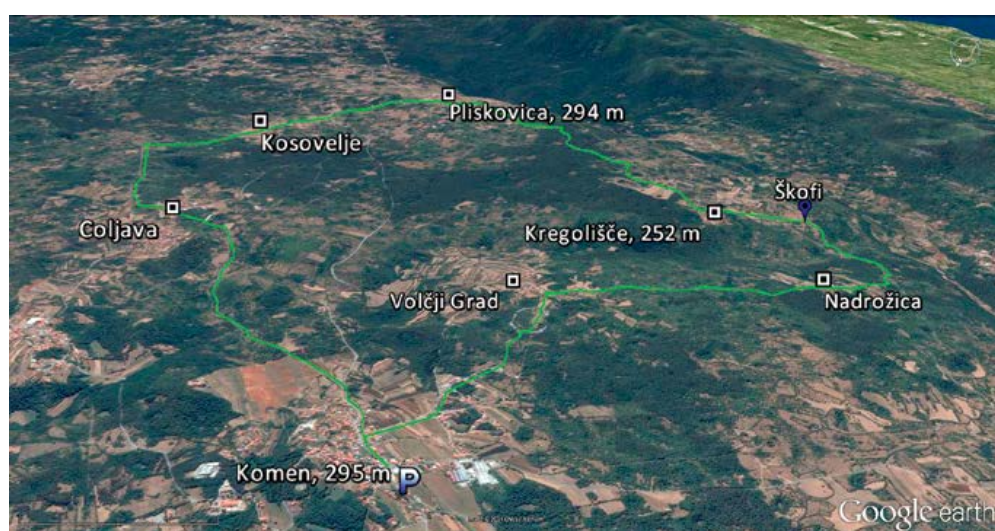 Pliskovica, 294 m
Kosovelje
Škofi
Coljava
Kregolišče, 252 m
Volčji Grad
Nadrožica
Komen, 295 m P
Google earth